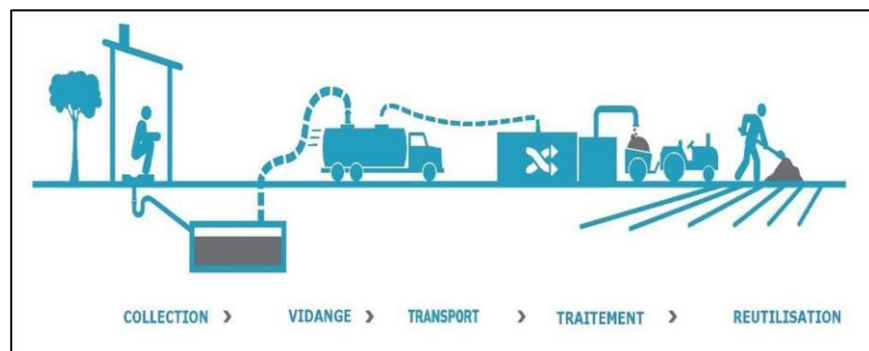 COLLECTION > VIDANGE > TRANSPORT > TRAITEMENT > REUTILISATION